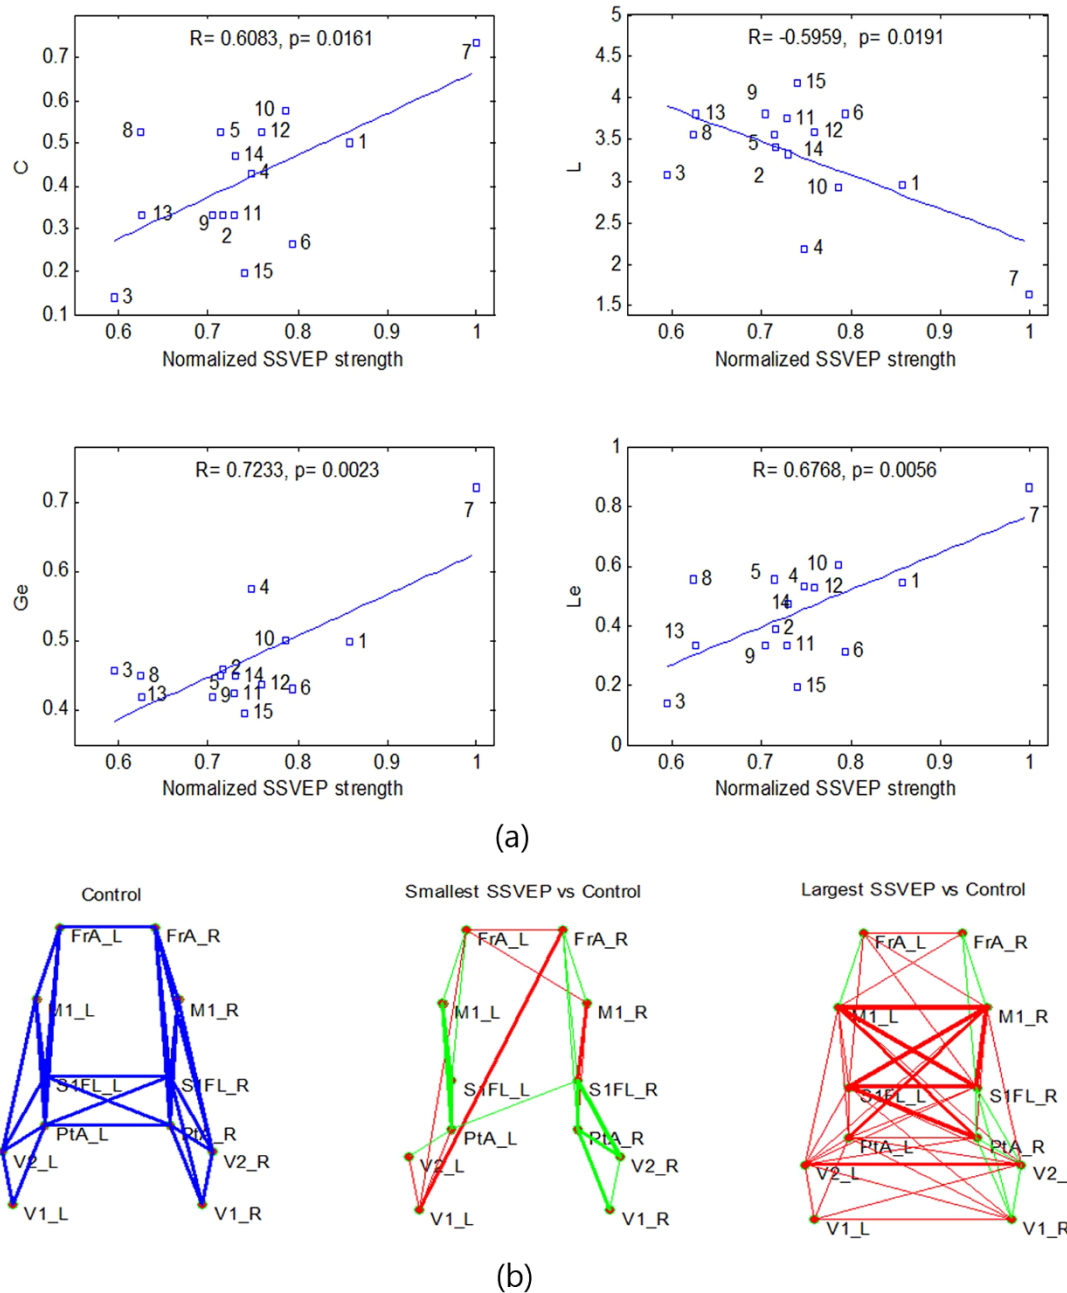 R= 0.6083, p= 0.0161
0.7
0.6
0.5
0.4
0.3
0.2
0.1
C
7
10
8
5
12
1
14
4
13
9
2
11
6
15
3
0.6 0.7 0.8 0.9 1
Normalized SSVEP strength
R= -0.5959, p= 0.0191
5
4.5
4
3.5
3
2.5
2
1.5
L
15
9
13
11
6
8
5
12
14
2
3
10
1
4
7
0.6 0.7 0.8 0.9 1
Normalized SSVEP strength
R= 0.7233, p= 0.0023
0.7
0.6
0.5
0.4
Ge
7
4
10
1
3
8
2
14
5
12
6
13
9
11
15
0.6 0.7 0.8 0.9 1
Normalized SSVEP strength
R= 0.6768, p= 0.0056
1
0.8
0.6
0.4
0.2
0
Le
7
10
8
5
4
12
1
14
13
2
9
11
6
15
3
0.6 0.7 0.8 0.9 1
Normalized SSVEP strength
(a)
Control
FrA_L FrA_R
M1_L M1_R
S1FL_L S1FL_R
PtA_L PtA_R
V2_L V2_R
V1_L V1_R
Smallest SSVEP vs Control
FrA_L FrA_R
M1_L M1_R
S1FL_L S1FL_R
PtA_L PtA_R
V2_L V2_R
V1_L V1_R
Largest SSVEP vs Control
FrA_L FrA_R
M1_L M1_R
S1FL_L S1FL_R
PtA_L PtA_R
V2_L V2_
V1_L V1_R
(b)